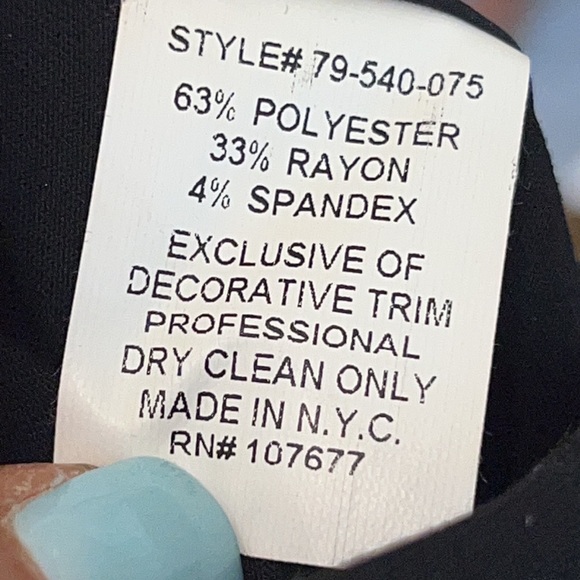 STYLE# 79-540-075
63% POLYESTER
33% RAYON
4% SPANDEX
EXCLUSIVE OF
DECORATIVE TRIM
PROFESSIONAL
DRY CLEAN ONLY
MADE IN N.Y.C.
RN# 107677